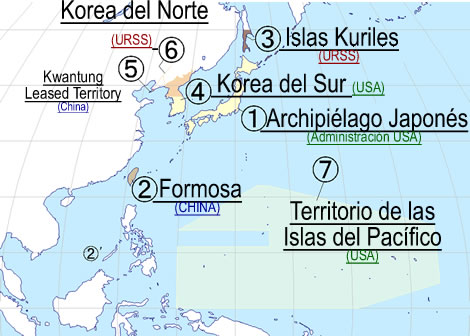 Korea del Norte
(URSS)
⑥
③ Islas Kuriles
(URSS)
⑤
Kwantung
Leased Territory
(China)
④ Korea del Sur (USA)
① Archipiélago Japonés
(Administración USA)
⑦
② Formosa
(CHINA)
Territorio de las
Islas del Pacífico
(USA)
②'